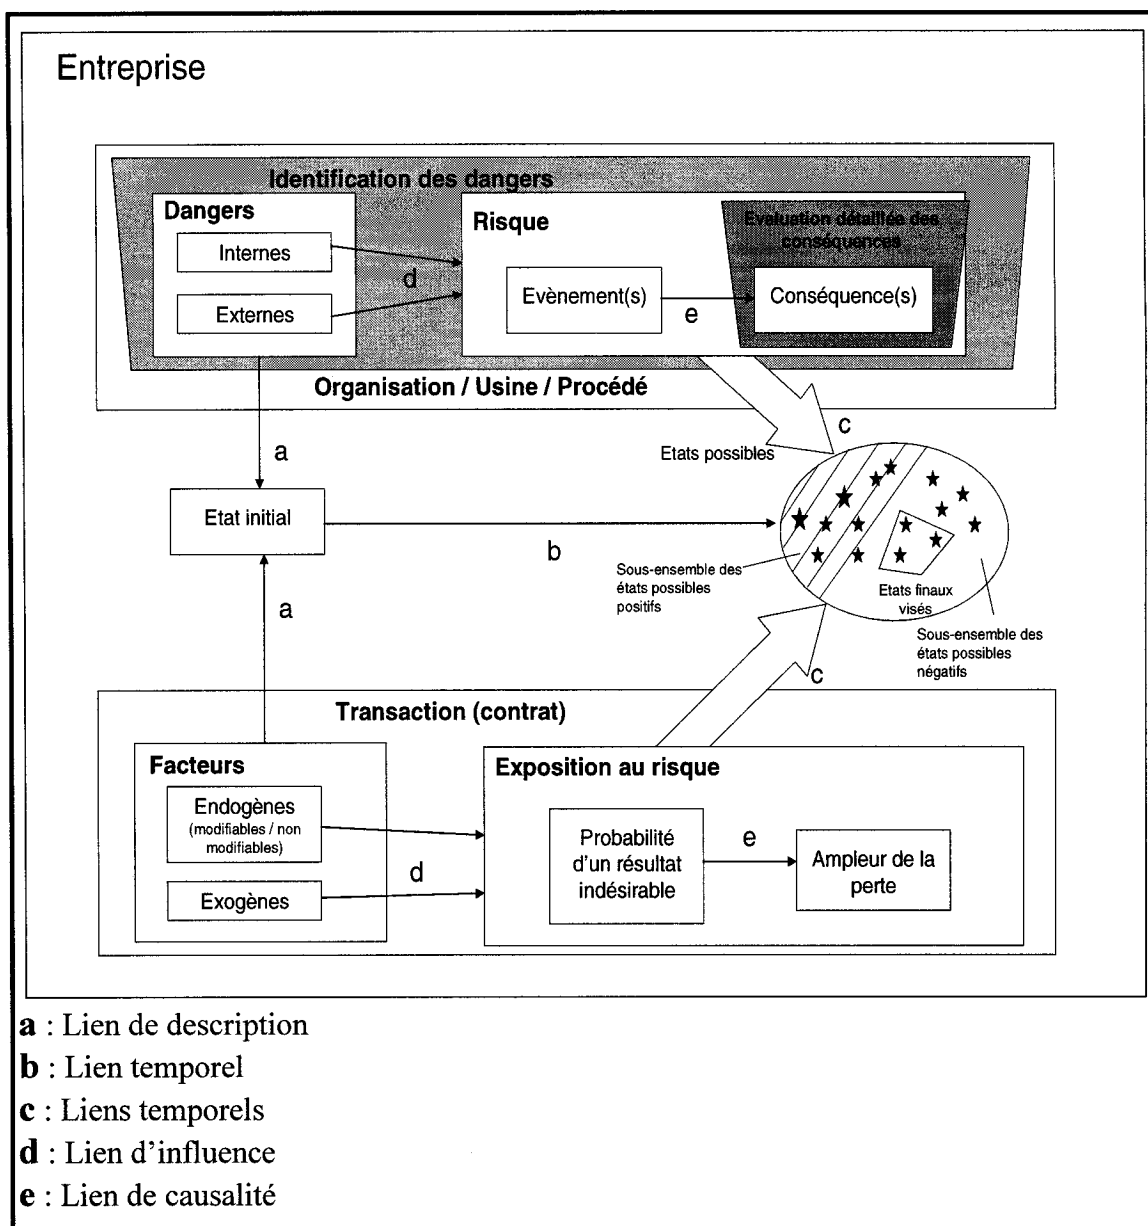 Entreprise
Identification des dangers
Dangers
Internes
Externes
d
Risque
Evènement(s)
e
Evaluation détaillée des
conséquences
Conséquence(s)
Organisation / Usine / Procédé
a
c
Etats possibles
Etat initial
b
Sous-ensemble des
états possibles
positifs
Etats finaux
visés
Sous-ensemble des
états possibles
négatifs
a
c
Transaction (contrat)
Facteurs
Endogènes
(modifiables / non
modifiables)
Exogènes
d
Exposition au risque
Probabilité
d'un résultat
indésirable
e
Ampleur de la
perte
a : Lien de description
b : Lien temporel
c : Liens temporels
d : Lien d'influence
e : Lien de causalité